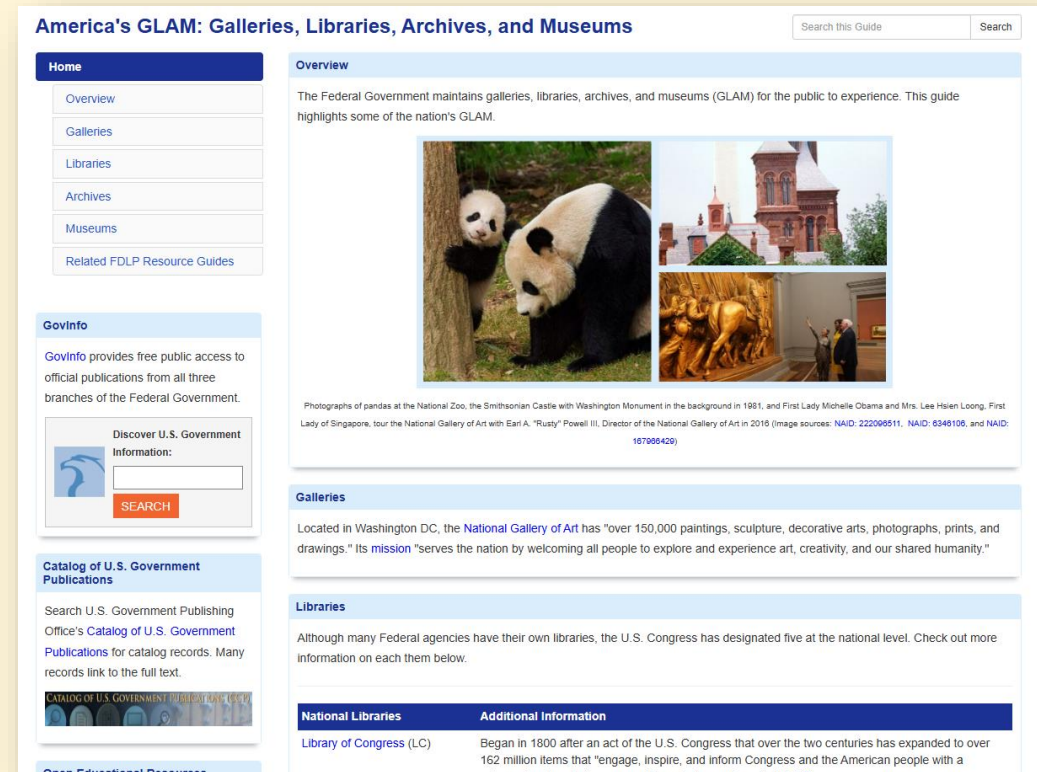 America's GLAM: Galleries, Libraries, Archives, and Museums
Search this Guide
Search
Home
Overview
Galleries
Libraries
Archives
Museums
Related FDLP Resource Guides
GovInfo
GovInfo provides free public access to
official publications from all three
branches of the Federal Government.
Discover U.S. Government
Information:
SEARCH
Catalog of U.S. Government
Publications
Search U.S. Government Publishing
Office's Catalog of U.S. Government
Publications for catalog records. Many
records link to the full text.
CATALOG OF U.S. GOVERNMENT PUBLICATIONS (CGP)
Open Educational Resources
Overview
The Federal Government maintains galleries, libraries, archives, and museums (GLAM) for the public to experience. This guide
highlights some of the nation's GLAM.
Photographs of pandas at the National Zoo, the Smithsonian Castle with Washington Monument in the background in 1981, and First Lady Michelle Obama and Mrs. Lee Hsien Loong, First
Lady of Singapore, tour the National Gallery of Art with Earl A. "Rusty" Powell III, Director of the National Gallery of Art in 2016 (Image sources: NAID: 222096511, NAID: 6346106, and NAID:
167986429)
Galleries
Located in Washington DC, the National Gallery of Art has "over 150,000 paintings, sculpture, decorative arts, photographs, prints, and
drawings." Its mission "serves the nation by welcoming all people to explore and experience art, creativity, and our shared humanity."
Libraries
Although many Federal agencies have their own libraries, the U.S. Congress has designated five at the national level. Check out more
information on each them below.
National Libraries
Additional Information
Library of Congress (LC)
Began in 1800 after an act of the U.S. Congress that over the two centuries has expanded to over
162 million items that "engage, inspire, and inform Congress and the American people with a